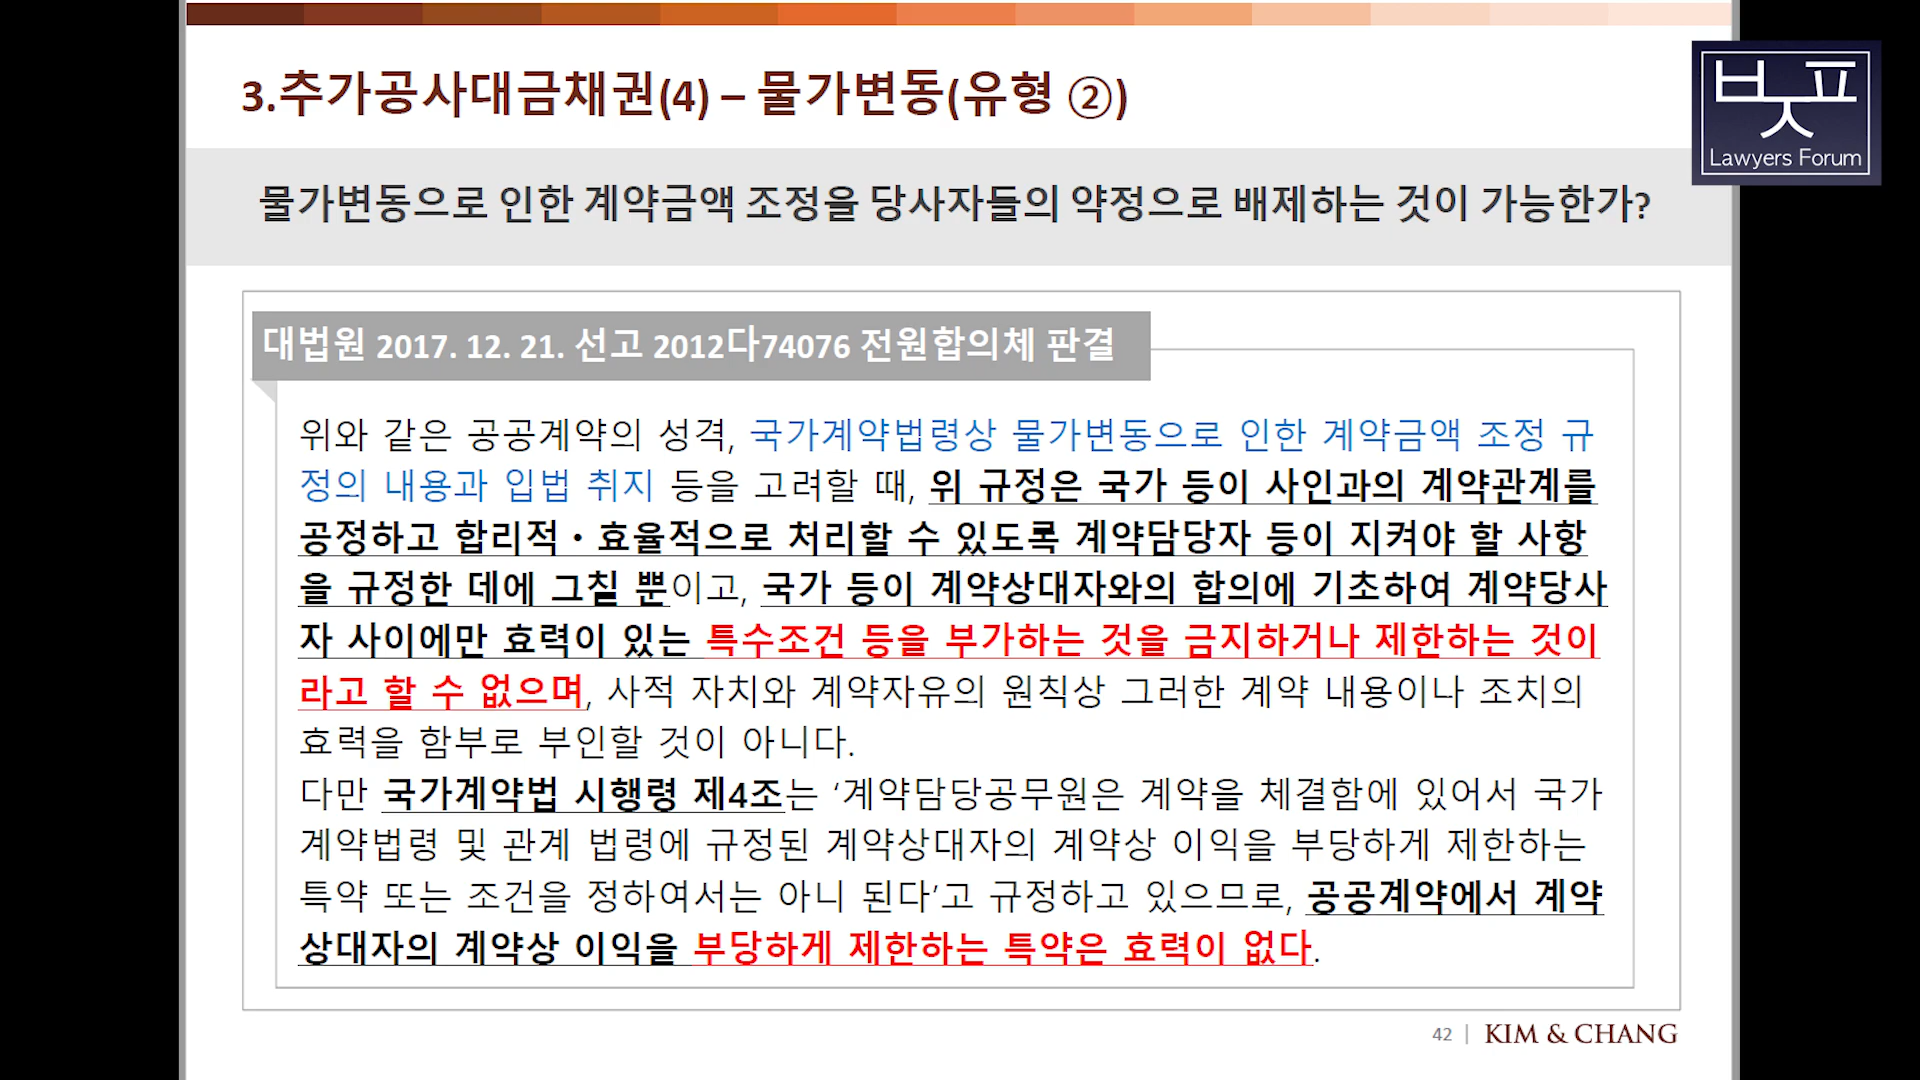 3.추가공사대금채권(4) – 물가변동(유형 ②)
법ㅍ
Lawyers Forum
물가변동으로 인한 계약금액 조정을 당사자들의 약정으로 배제하는 것이 가능한가?
대법원 2017. 12. 21. 선고 2012다74076 전원합의체 판결
위와 같은 공공계약의 성격, 국가계약법령상 물가변동으로 인한 계약금액 조정 규
정의 내용과 입법 취지 등을 고려할 때, 위 규정은 국가 등이 사인과의 계약관계를
공정하고 합리적·효율적으로 처리할 수 있도록 계약담당자 등이 지켜야 할 사항
을 규정한 데에 그칠 뿐이고, 국가 등이 계약상대자와의 합의에 기초하여 계약당사
자 사이에만 효력이 있는 특수조건 등을 부가하는 것을 금지하거나 제한하는 것이
라고 할 수 없으며, 사적 자치와 계약자유의 원칙상 그러한 계약 내용이나 조치의
효력을 함부로 부인할 것이 아니다.
다만 국가계약법 시행령 제4조는 ‘계약담당공무원은 계약을 체결함에 있어서 국가
계약법령 및 관계 법령에 규정된 계약상대자의 계약상 이익을 부당하게 제한하는
특약 또는 조건을 정하여서는 아니 된다’고 규정하고 있으므로, 공공계약에서 계약
상대자의 계약상 이익을 부당하게 제한하는 특약은 효력이 없다.
42 | KIM & CHANG